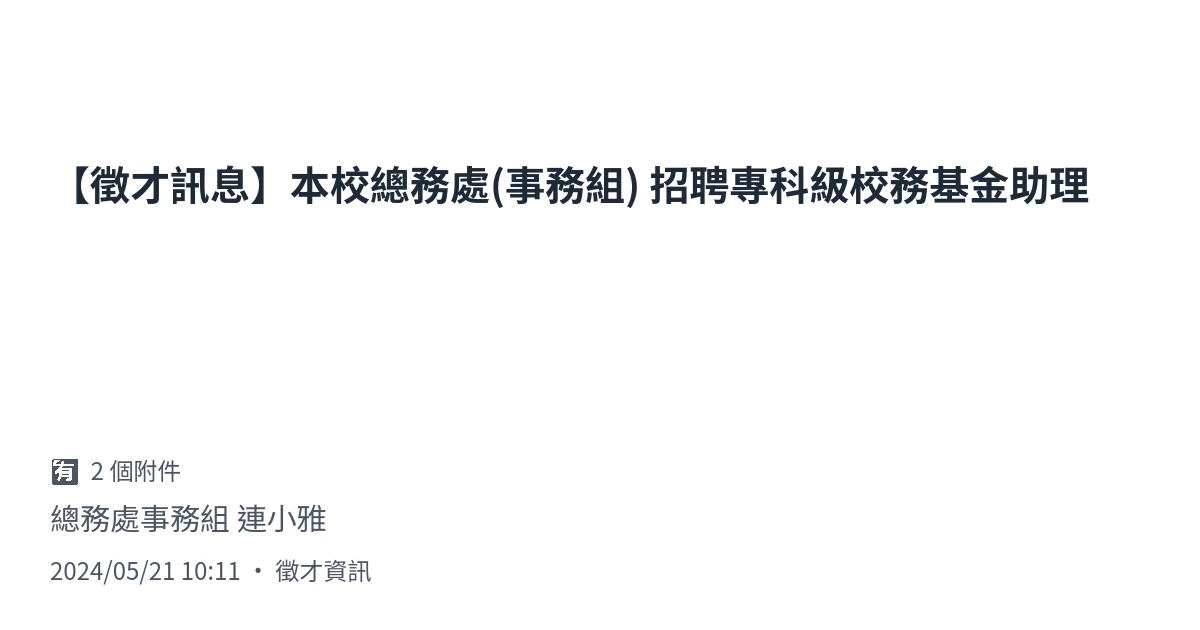 【徵才訊息】本校總務處(事務組) 招聘專科級校務基金助理
有 2 個附件
總務處事務組 連小雅
2024/05/21 10:11 • 徵才資訊